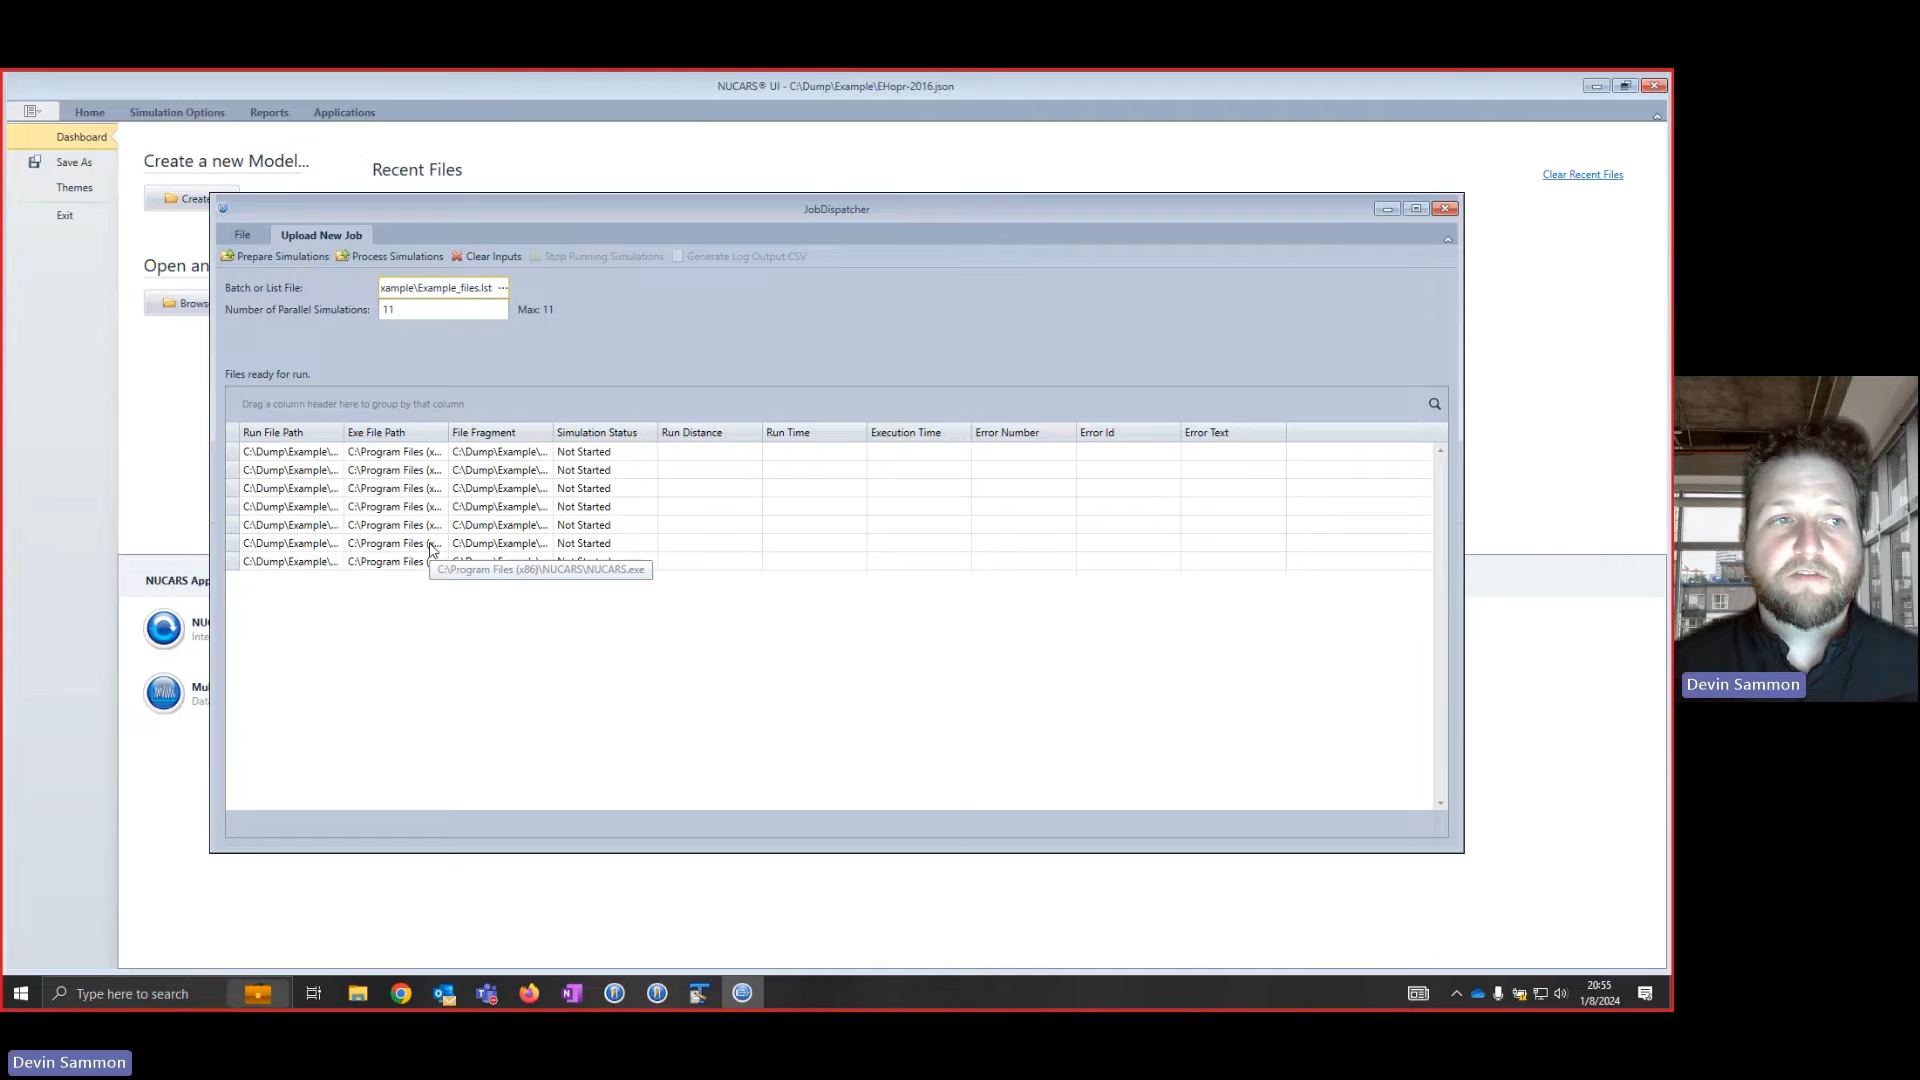 NUCARS® UI - C:\Dump\Example\EHopr-2016.json
Home Simulation Options Reports Applications
Dashboard
Save As
Themes
Exit
Create a new Model...
Recent Files
Clear Recent Files
Create
Open an
Brows
NUCARS App
NU
Inte
Mul
Data
JobDispatcher
File Upload New Job
Prepare Simulations Process Simulations Clear Inputs Stop Running Simulations Generate Log Output CSV
Batch or List File: xample\Example_files.lst ...
Number of Parallel Simulations: 11 Max: 11
Files ready for run.
Drag a column header here to group by that column
Run File Path Exe File Path File Fragment Simulation Status Run Distance Run Time Execution Time Error Number Error Id Error Text
C:\Dump\Example\... C:\Program Files (x... C:\Dump\Example\... Not Started
C:\Dump\Example\... C:\Program Files (x... C:\Dump\Example\... Not Started
C:\Dump\Example\... C:\Program Files (x... C:\Dump\Example\... Not Started
C:\Dump\Example\... C:\Program Files (x... C:\Dump\Example\... Not Started
C:\Dump\Example\... C:\Program Files (x... C:\Dump\Example\... Not Started
C:\Dump\Example\... C:\Program Files (x... C:\Dump\Example\... Not Started
C:\Dump\Example\... C:\Program Files
C:\Program Files (x86)\NUCARS\NUCARS.exe
Devin Sammon
Type here to search
20:55
1/8/2024
Devin Sammon